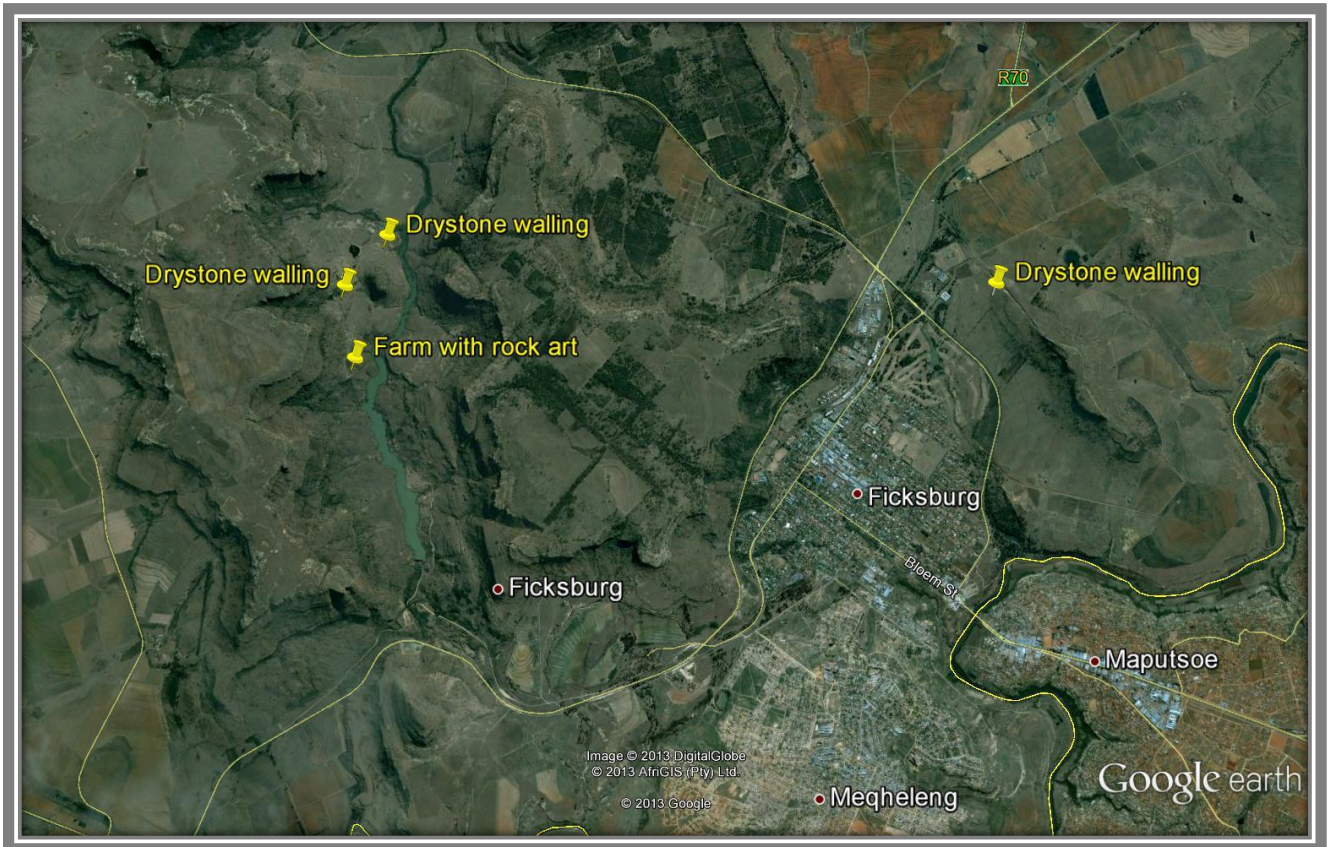 R70
Drystone walling
Drystone walling
Drystone walling
Farm with rock art
Ficksburg
Bloem St
Ficksburg
Maputsoe
Image © 2013 DigitalGlobe
© 2013 AfriGIS (Pty) Ltd.
© 2013 Google
Meqheleng
Google earth